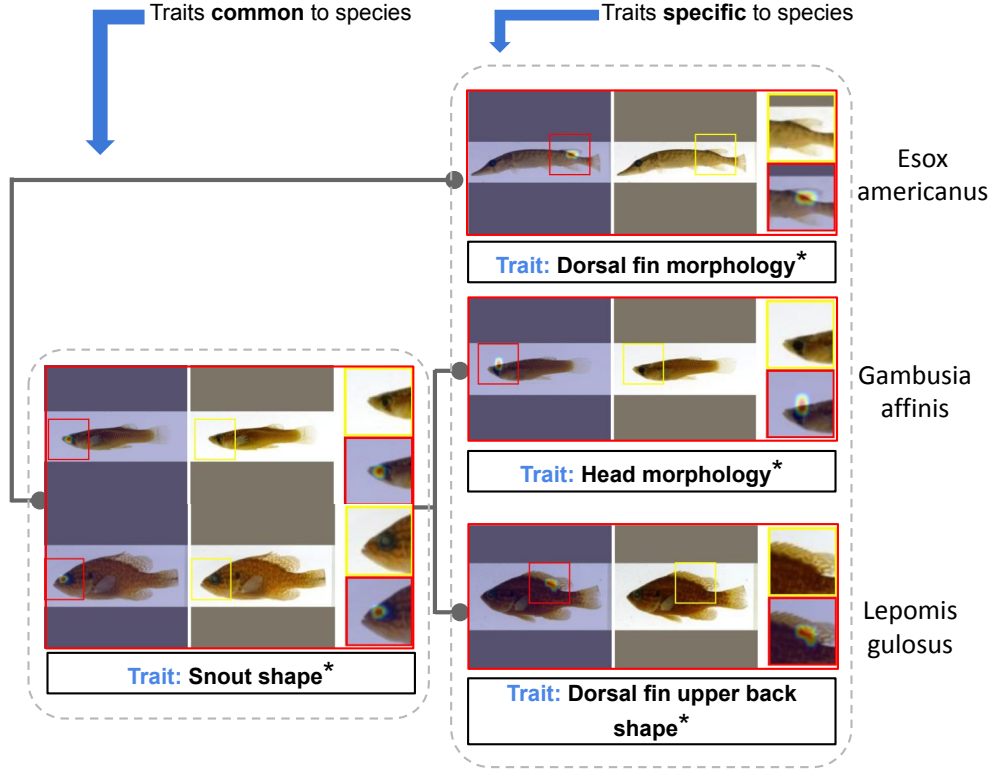 Traits common to species
Traits specific to species
Esox
americanus
Trait: Dorsal fin morphology*
Gambusia
affinis
Trait: Head morphology*
Lepomis
gulosus
Trait: Snout shape*
Trait: Dorsal fin upper back
shape*